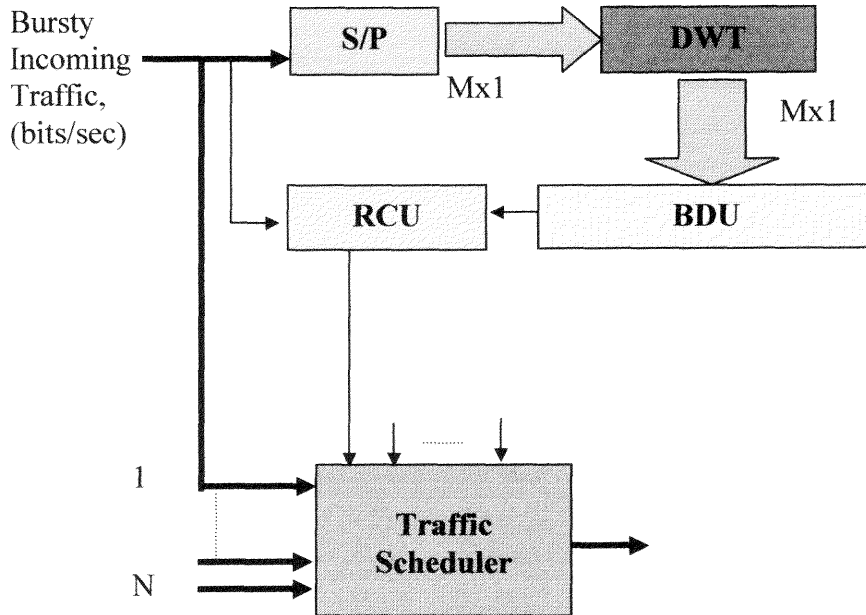 Bursty
Incoming
Traffic,
(bits/sec)
S/P
Mx1
DWT
Mx1
RCU
BDU
1
N
Traffic
Scheduler